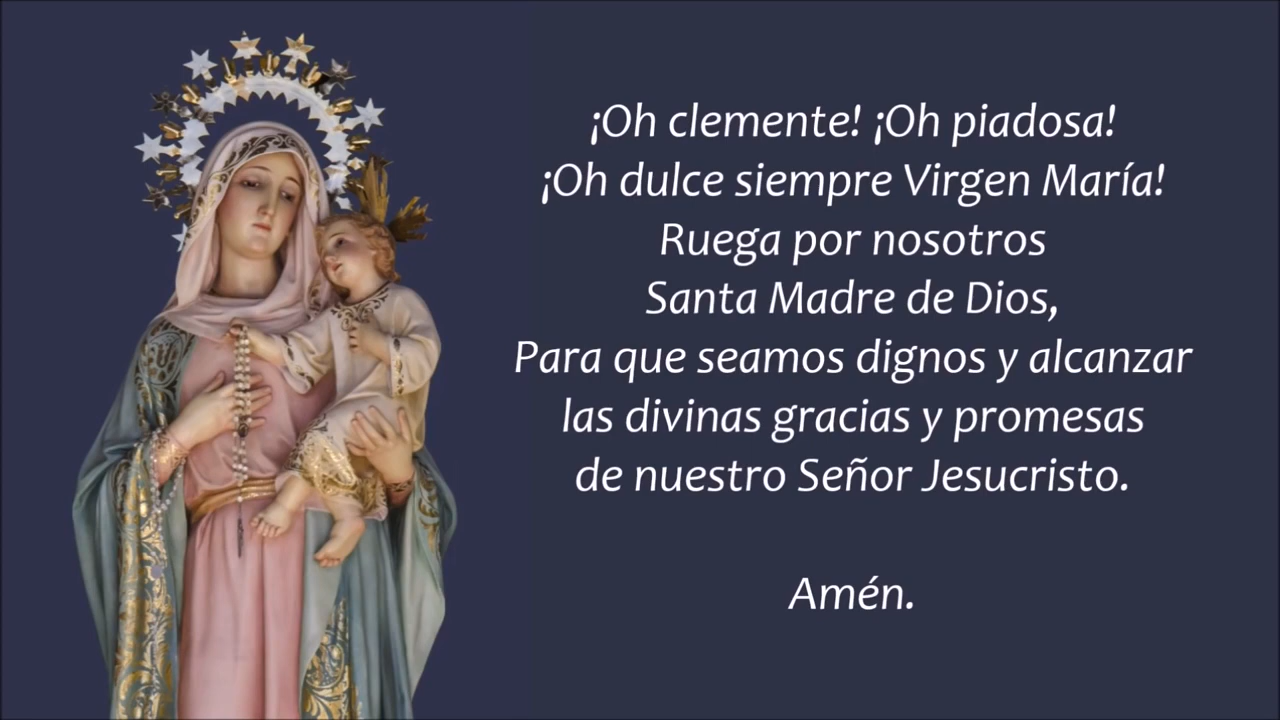 ¡Oh clemente! ¡Oh piadosa!
¡Oh dulce siempre Virgen María!
Ruega por nosotros
Santa Madre de Dios,
Para que seamos dignos y alcanzar
las divinas gracias y promesas
de nuestro Señor Jesucristo.
Amén.